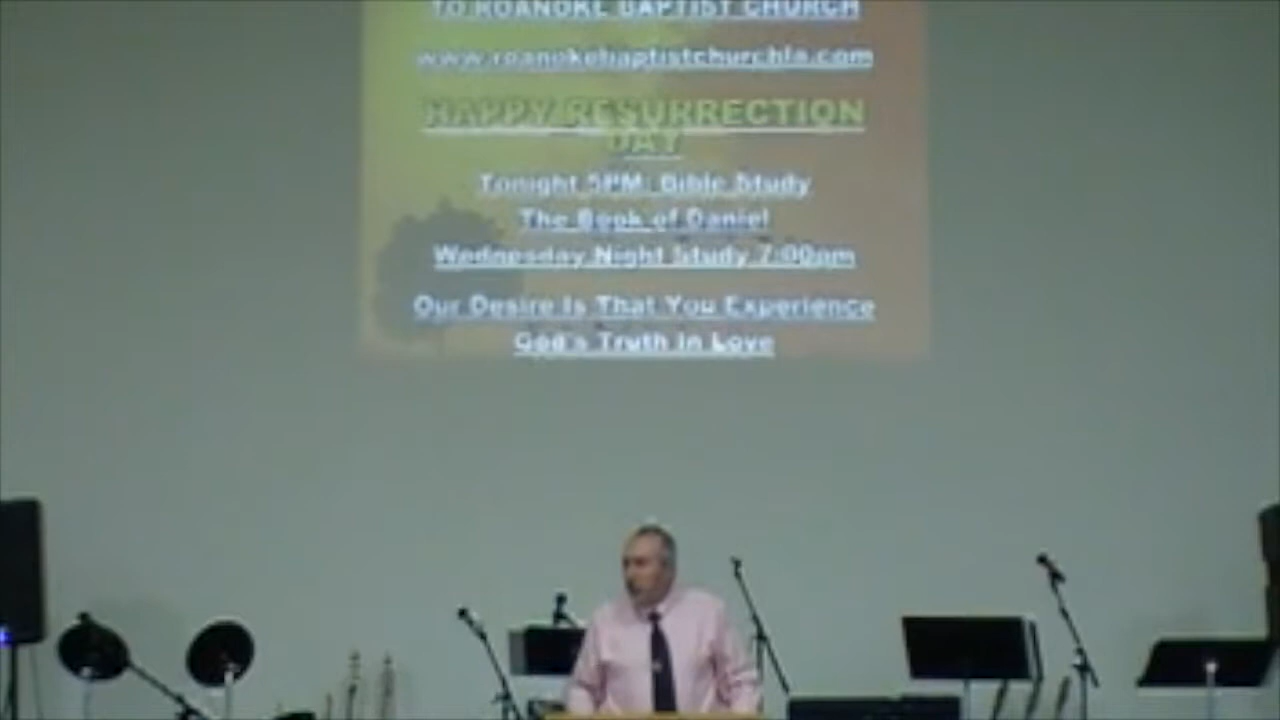 TO ROANOKE BAPTIST CHURCH
www.roanokebaptistchurchla.com
HAPPY RESURRECTION
DAY
Tonight 5PM: Bible Study
The Book of Daniel
Wednesday Night Study 7:00pm
Our Desire Is That You Experience
God's Truth In Love